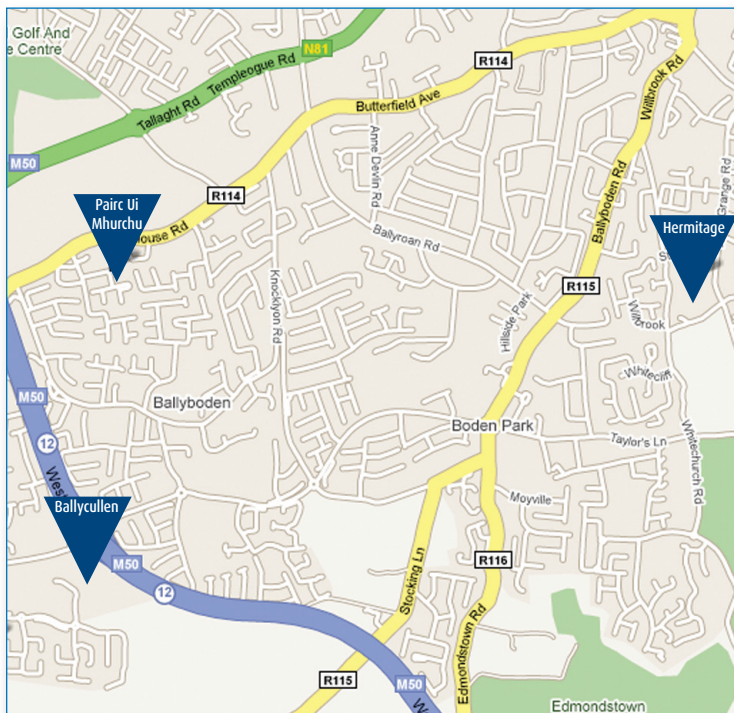 Golf And
e Centre
N81
Templeogue Rd
Tallaght Rd
M50
R114
Butterfield Ave
Willbrook Rd
Anne Devlin Rd
Grange Rd
Pairc Ui
Mhurchu
R114
ouse Rd
Ballyroan Rd
Ballyboden Rd
Hermitage
S
R115
Knocklyon Rd
Hillside Park
Willbrook
Whitecliff
M50
Ballyboden
12
Boden Park
Taylor's Ln
Whitechurch Rd
Wes
Ballycullen
Moyville
M50
12
Stocking Ln
R116
Edmondstown Rd
R115
M50
W
Edmondstown